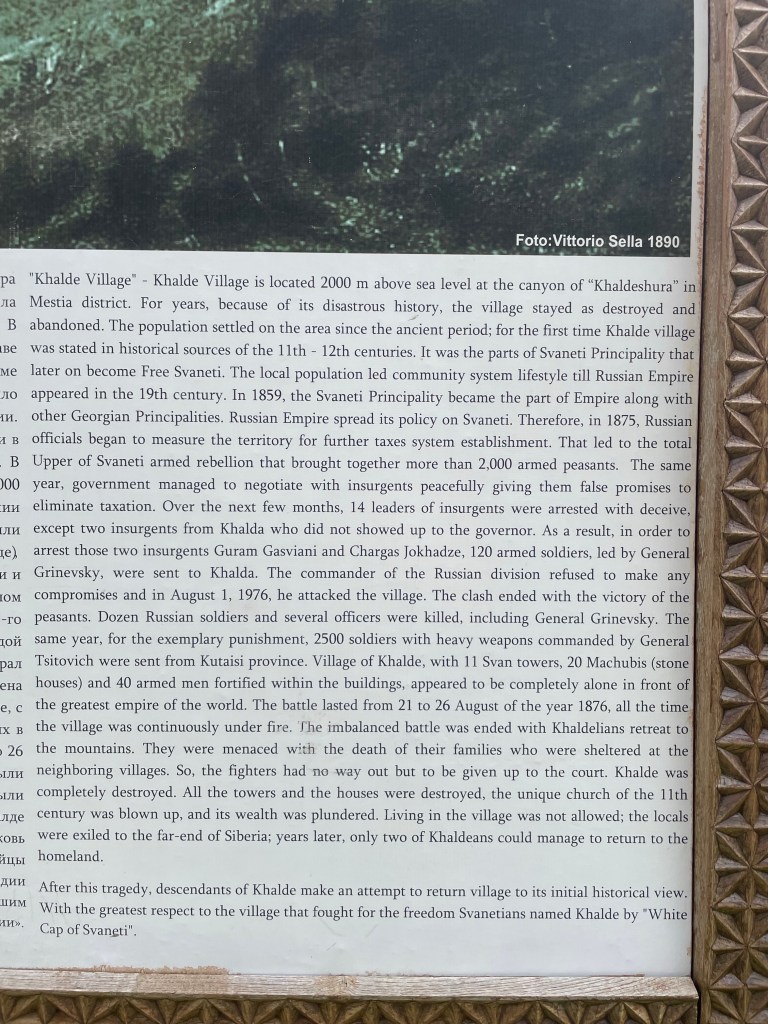 Foto:Vittorio Sella 1890
"Khalde Village" - Khalde Village is located 2000 m above sea level at the canyon of “Khaldeshura” in
Mestia district. For years, because of its disastrous history, the village stayed as destroyed and
abandoned. The population settled on the area since the ancient period; for the first time Khalde village
was stated in historical sources of the 11th - 12th centuries. It was the parts of Svaneti Principality that
later on become Free Svaneti. The local population led community system lifestyle till Russian Empire
appeared in the 19th century. In 1859, the Svaneti Principality became the part of Empire along with
other Georgian Principalities. Russian Empire spread its policy on Svaneti. Therefore, in 1875, Russian
officials began to measure the territory for further taxes system establishment. That led to the total
Upper of Svaneti armed rebellion that brought together more than 2,000 armed peasants. The same
year, government managed to negotiate with insurgents peacefully giving them false promises to
eliminate taxation. Over the next few months, 14 leaders of insurgents were arrested with deceive,
except two insurgents from Khalda who did not showed up to the governor. As a result, in order to
arrest those two insurgents Guram Gasviani and Chargas Jokhadze, 120 armed soldiers, led by General
Grinevsky, were sent to Khalda. The commander of the Russian division refused to make any
compromises and in August 1, 1976, he attacked the village. The clash ended with the victory of the
peasants. Dozen Russian soldiers and several officers were killed, including General Grinevsky. The
same year, for the exemplary punishment, 2500 soldiers with heavy weapons commanded by General
Tsitovich were sent from Kutaisi province. Village of Khalde, with 11 Svan towers, 20 Machubis (stone
houses) and 40 armed men fortified within the buildings, appeared to be completely alone in front of
the greatest empire of the world. The battle lasted from 21 to 26 August of the year 1876, all the time
the village was continuously under fire. The imbalanced battle was ended with Khaldelians retreat to
the mountains. They were menaced with the death of their families who were sheltered at the
neighboring villages. So, the fighters had no way out but to be given up to the court. Khalde was
completely destroyed. All the towers and the houses were destroyed, the unique church of the 11th
century was blown up, and its wealth was plundered. Living in the village was not allowed; the locals
were exiled to the far-end of Siberia; years later, only two of Khaldeans could manage to return to the
homeland.
After this tragedy, descendants of Khalde make an attempt to return village to its initial historical view.
With the greatest respect to the village that fought for the freedom Svanetians named Khalde by "White
Cap of Svaneti".